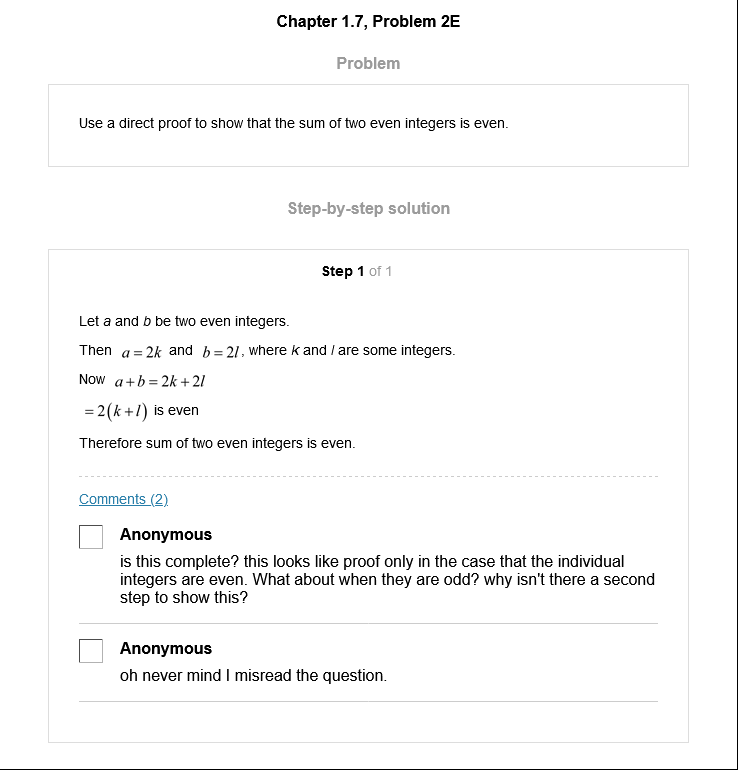 Chapter 1.7, Problem 2E
Problem
Use a direct proof to show that the sum of two even integers is even.
Step-by-step solution
Step 1 of 1
Let a and b be two even integers.
Then a = 2k and b = 2l, where k and l are some integers.
Now a + b = 2k + 2l
= 2(k + l) is even
Therefore sum of two even integers is even.
Comments (2)
Anonymous
is this complete? this looks like proof only in the case that the individual
integers are even. What about when they are odd? why isn't there a second
step to show this?
Anonymous
oh never mind I misread the question.